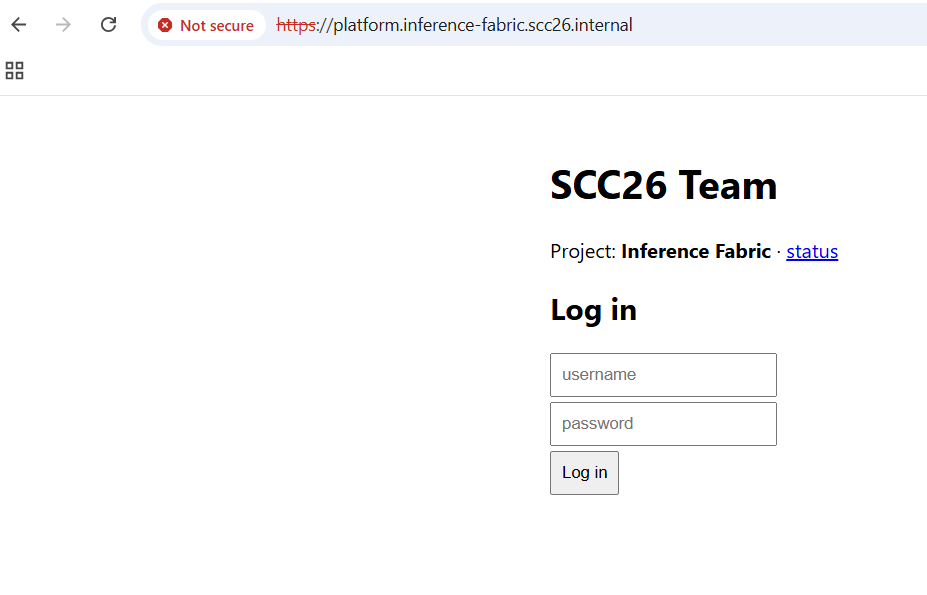 Not secure https://platform.inference-fabric.scc26.internal
SCC26 Team
Project: Inference Fabric · status
Log in
username
password
Log in